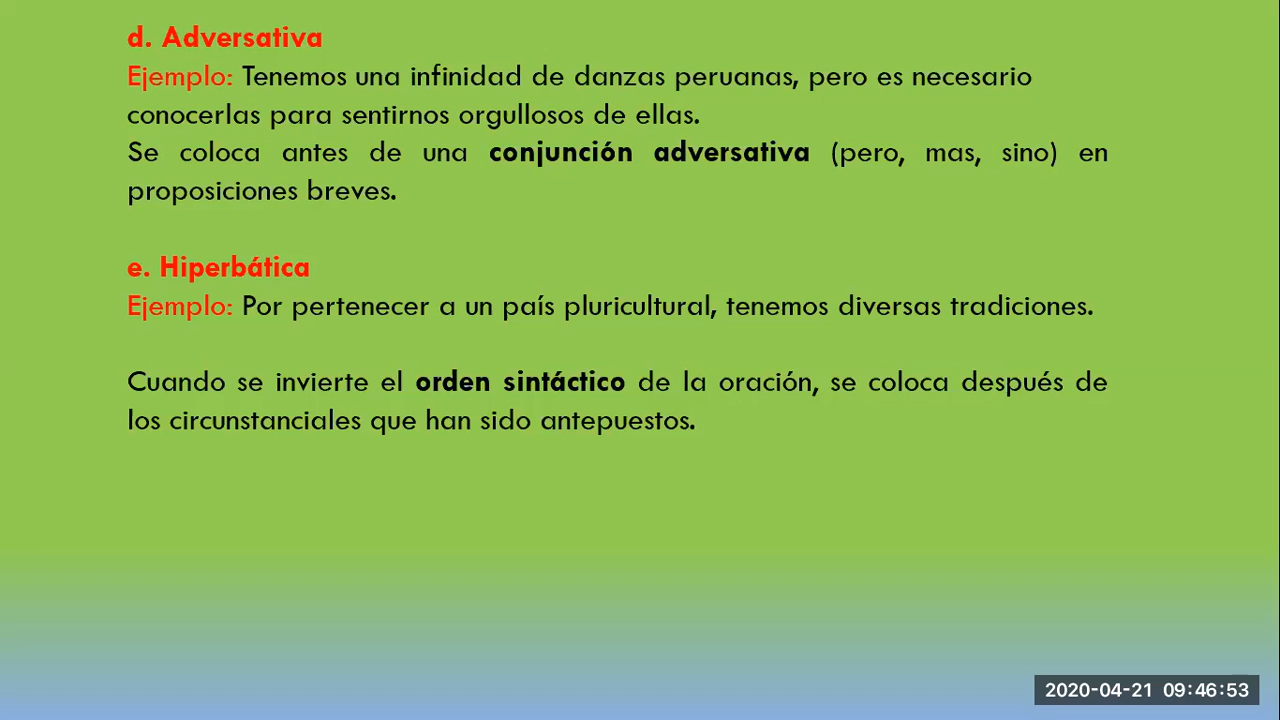 d. Adversativa
Ejemplo: Tenemos una infinidad de danzas peruanas, pero es necesario
conocerlas para sentirnos orgullosos de ellas.
Se coloca antes de una conjunción adversativa (pero, mas, sino) en
proposiciones breves.
e. Hiperbática
Ejemplo: Por pertenecer a un país pluricultural, tenemos diversas tradiciones.
Cuando se invierte el orden sintáctico de la oración, se coloca después de
los circunstanciales que han sido antepuestos.
2020-04-21 09:46:53